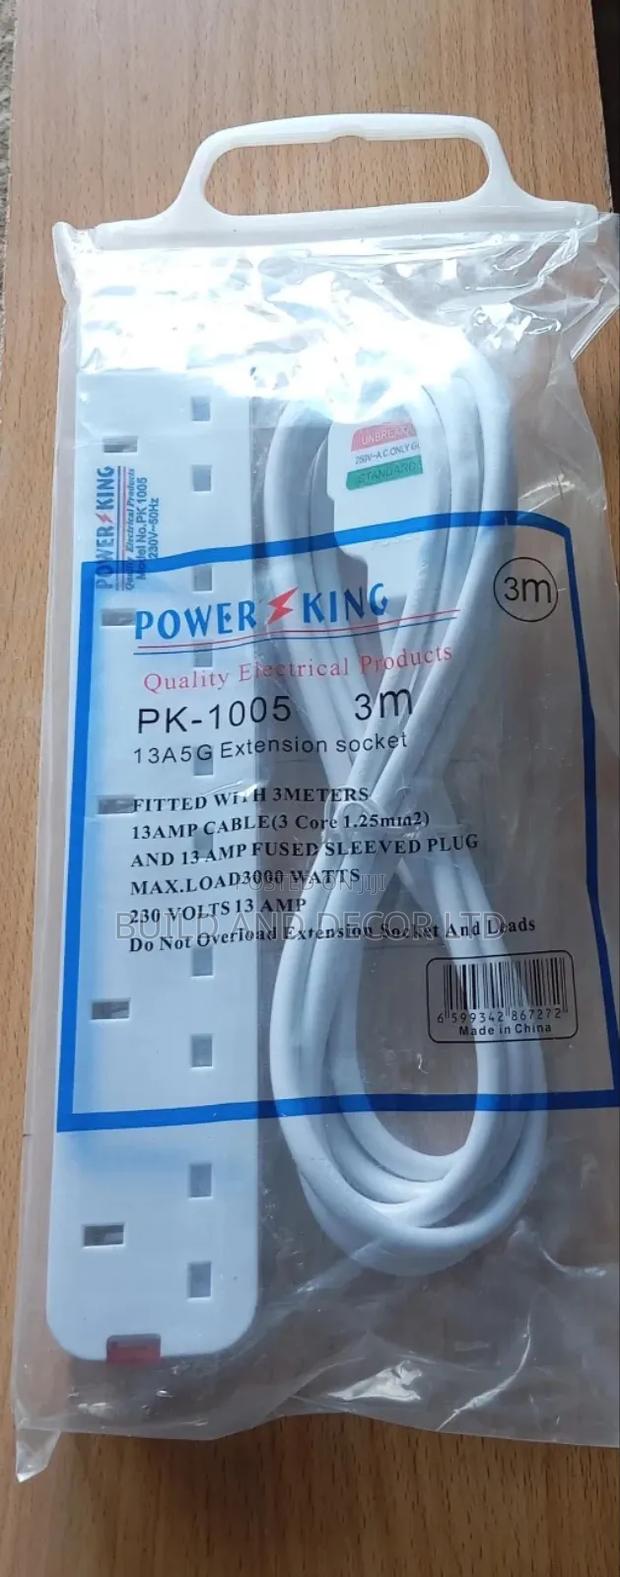 UNBREAK
250V~A.C.ONLY
STANDARD
POWER KING
Quality Electrical Products
Model No.PK 1005
230V~50Hz
3m
POWER KING
Quality Electrical Products
PK-1005 3m
13A5G Extension socket
FITTED WITH 3METERS
13AMP CABLE(3 Core 1.25mm2)
AND 13 AMP FUSED SLEEVED PLUG
MAX.LOAD3000 WATTS
POSTED ON JIJI
230 VOLTS 13 AMP
BUILD AND DECOR LTD
Do Not Overload Extension Socket And Leads
6 599342 867272
Made in China